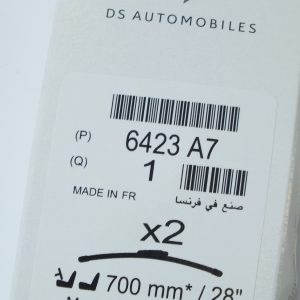 DS AUTOMOBILES
(P) 6423 A7
(Q) 1
MADE IN FR
صنع في فرنسا
x2
700 mm* / 28"